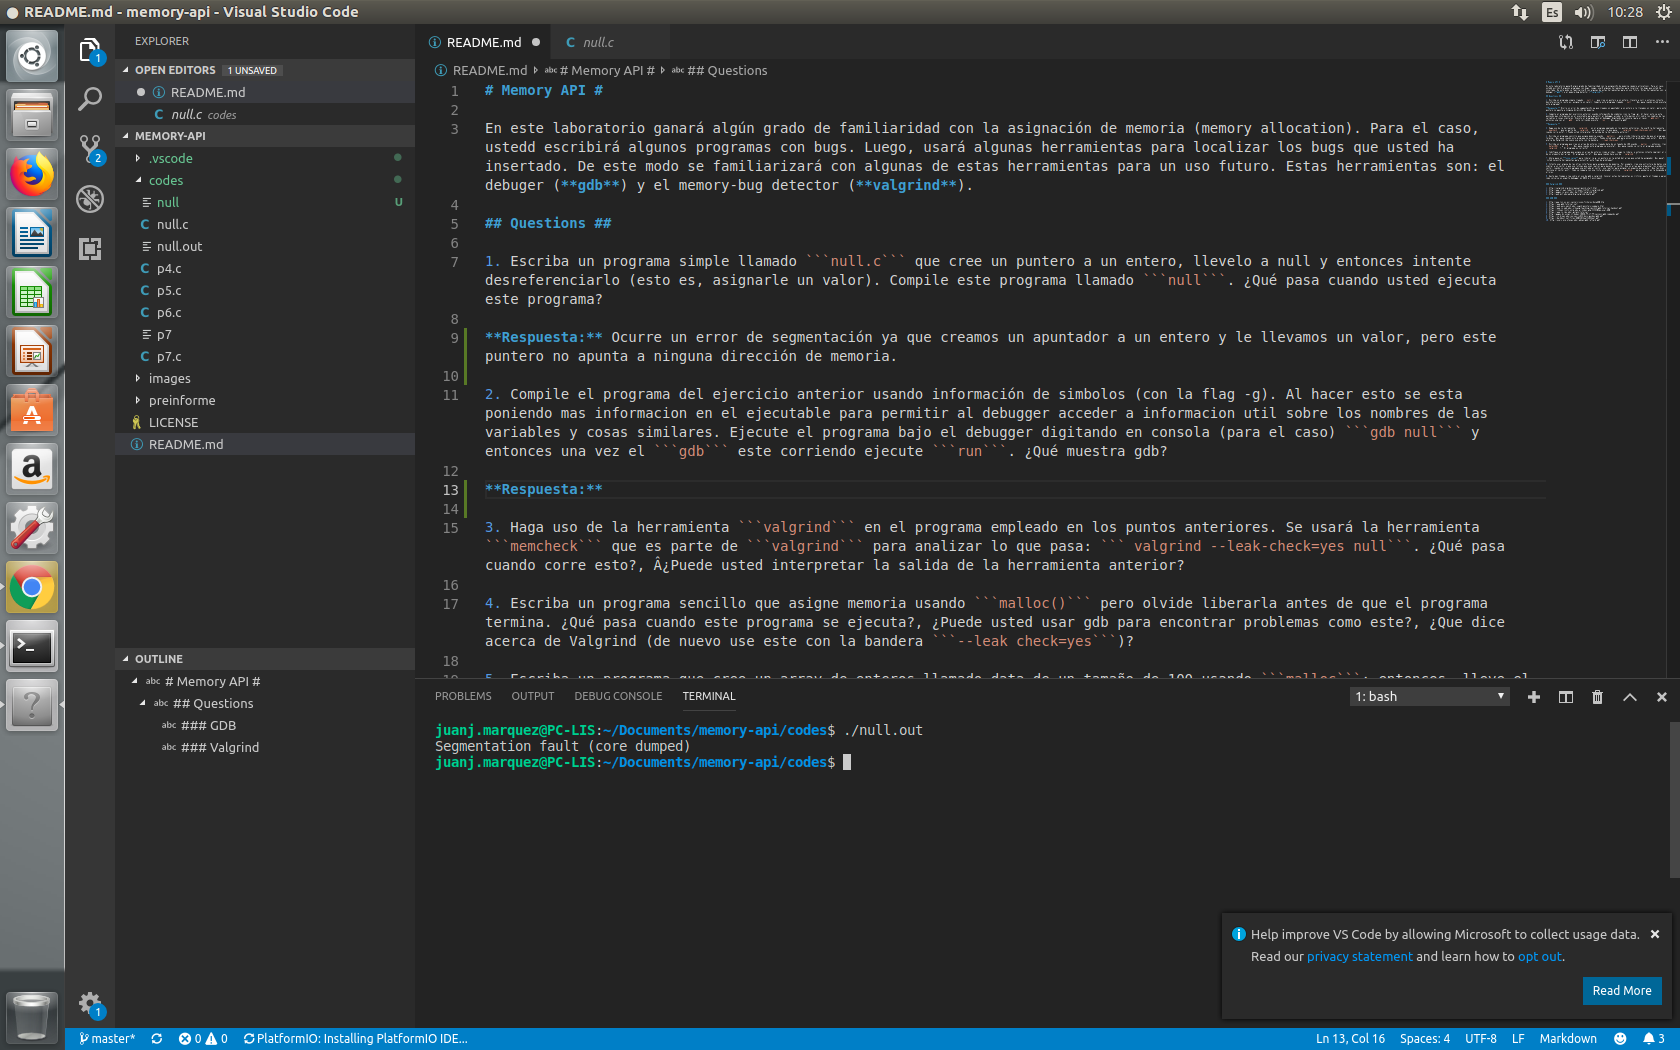 README.md - memory-api - Visual Studio Code
Es
10:28
EXPLORER
OPEN EDITORS 1 UNSAVED
README.md
null.c codes
MEMORY-API
.vscode
codes
null U
null.c
null.out
p4.c
p5.c
p6.c
p7
p7.c
images
preinforme
LICENSE
README.md
OUTLINE
# Memory API #
## Questions
### GDB
### Valgrind
README.md
null.c
README.md # Memory API # ## Questions
1 # Memory API #
2
3 En este laboratorio ganará algún grado de familiaridad con la asignación de memoria (memory allocation). Para el caso,
ustedd escribirá algunos programas con bugs. Luego, usará algunas herramientas para localizar los bugs que usted ha
insertado. De este modo se familiarizará con algunas de estas herramientas para un uso futuro. Estas herramientas son: el
debuger (**gdb**) y el memory-bug detector (**valgrind**).
4
5 ## Questions ##
6
7 1. Escriba un programa simple llamado ```null.c``` que cree un puntero a un entero, llevelo a null y entonces intente
desreferenciarlo (esto es, asignarle un valor). Compile este programa llamado ```null```. ¿Qué pasa cuando usted ejecuta
este programa?
8
9 **Respuesta:** Ocurre un error de segmentación ya que creamos un apuntador a un entero y le llevamos un valor, pero este
puntero no apunta a ninguna dirección de memoria.
10
11 2. Compile el programa del ejercicio anterior usando información de simbolos (con la flag -g). Al hacer esto se esta
poniendo mas informacion en el ejecutable para permitir al debugger acceder a informacion util sobre los nombres de las
variables y cosas similares. Ejecute el programa bajo el debugger digitando en consola (para el caso) ```gdb null``` y
entonces una vez el ```gdb``` este corriendo ejecute ```run```. ¿Qué muestra gdb?
12
13 **Respuesta:**
14
15 3. Haga uso de la herramienta ```valgrind``` en el programa empleado en los puntos anteriores. Se usará la herramienta
```memcheck``` que es parte de ```valgrind``` para analizar lo que pasa: ``` valgrind --leak-check=yes null```. ¿Qué pasa
cuando corre esto?, Â¿Puede usted interpretar la salida de la herramienta anterior?
16
17 4. Escriba un programa sencillo que asigne memoria usando ```malloc()``` pero olvide liberarla antes de que el programa
termina. ¿Qué pasa cuando este programa se ejecuta?, ¿Puede usted usar gdb para encontrar problemas como este?, ¿Que dice
acerca de Valgrind (de nuevo use este con la bandera ```--leak check=yes```)?
18
19 5. Escriba un programa que cree un array de enteros llamado data de un tamaño de 100 usando ```malloc```; entonces, lleve el
PROBLEMS OUTPUT DEBUG CONSOLE TERMINAL
1: bash
juanj.marquez@PC-LIS:~/Documents/memory-api/codes$ ./null.out
Segmentation fault (core dumped)
juanj.marquez@PC-LIS:~/Documents/memory-api/codes$
Help improve VS Code by allowing Microsoft to collect usage data.
Read our privacy statement and learn how to opt out.
Read More
master* 0 0 PlatformIO: Installing PlatformIO IDE...
Ln 13, Col 16 Spaces: 4 UTF-8 LF Markdown 3